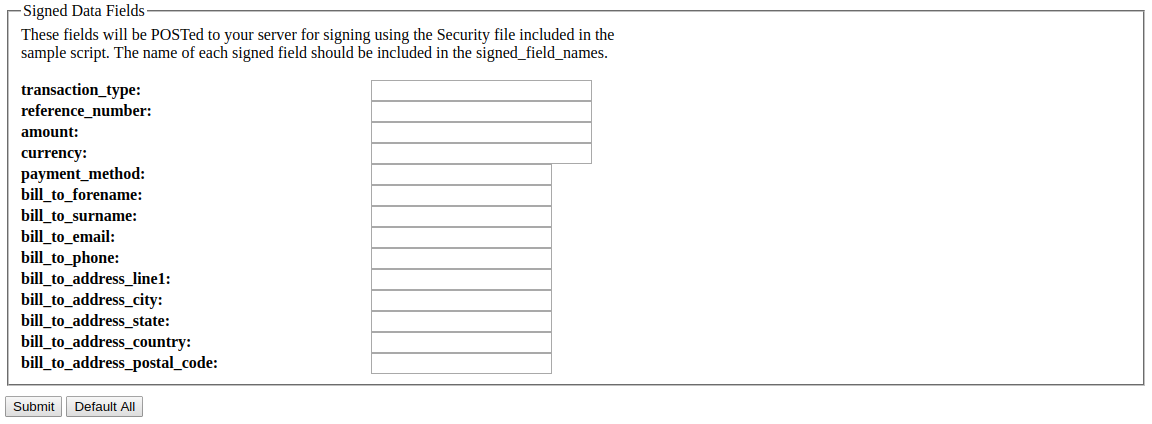 Signed Data Fields
These fields will be POSTed to your server for signing using the Security file included in the
sample script. The name of each signed field should be included in the signed_field_names.
transaction_type:
reference_number:
amount:
currency:
payment_method:
bill_to_forename:
bill_to_surname:
bill_to_email:
bill_to_phone:
bill_to_address_line1:
bill_to_address_city:
bill_to_address_state:
bill_to_address_country:
bill_to_address_postal_code:
Submit Default All